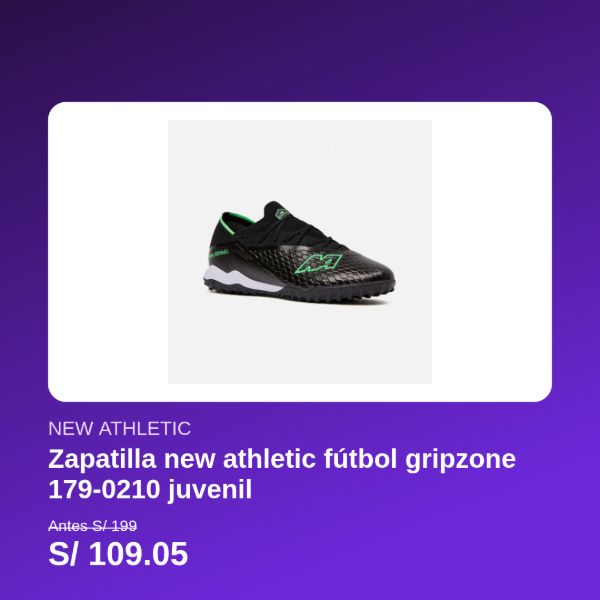 NEW ATHLETIC
Zapatilla new athletic fútbol gripzone
179-0210 juvenil
Antes S/ 199
S/ 109.05